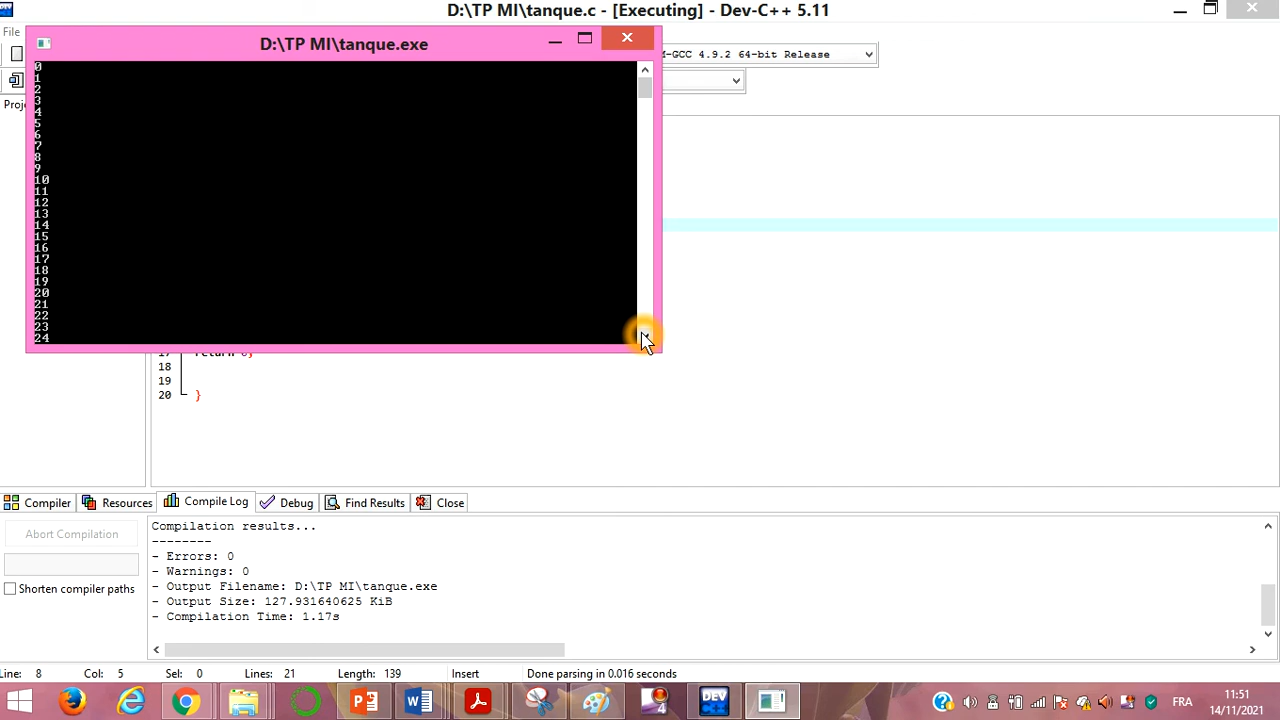 D:\TP MI\tanque.c - [Executing] - Dev-C++ 5.11
File
D:\TP MI\tanque.exe
M-GCC 4.9.2 64-bit Release
Proje
0
1
2
3
4
5
6
7
8
9
10
11
12
13
14
15
16
17
18
19
20
21
22
23
24
18
19
20 }
Compiler Resources Compile Log Debug Find Results Close
Abort Compilation
Shorten compiler paths
Compilation results...
--------
- Errors: 0
- Warnings: 0
- Output Filename: D:\TP MI\tanque.exe
- Output Size: 127.931640625 KiB
- Compilation Time: 1.17s
Line: 8 Col: 5 Sel: 0 Lines: 21 Length: 139 Insert Done parsing in 0.016 seconds
DEV
4
FRA
11:51
14/11/2021